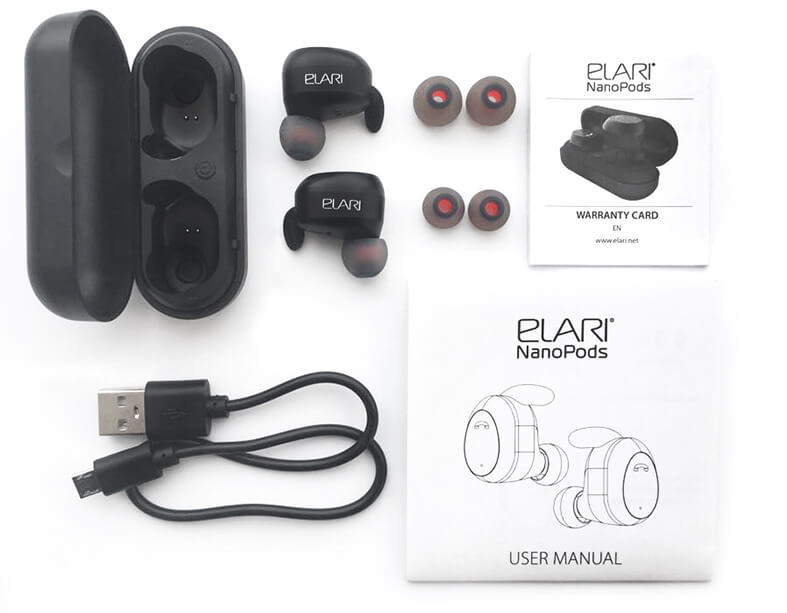 ELARI
ELARI
ELARI®
NanoPods
WARRANTY CARD
EN
www.elari.net
ELARI®
NanoPods
USER MANUAL